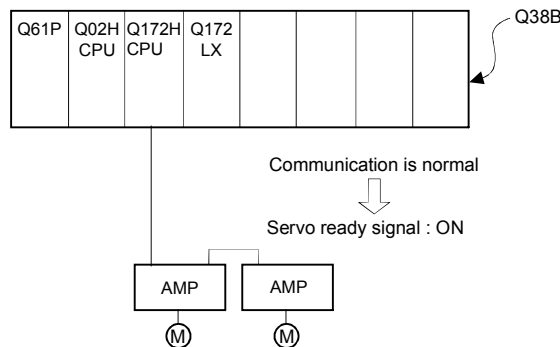 Q38B
Q61P Q02H Q172H Q172
CPU CPU LX
Communication is normal
Servo ready signal : ON
AMP AMP
M M